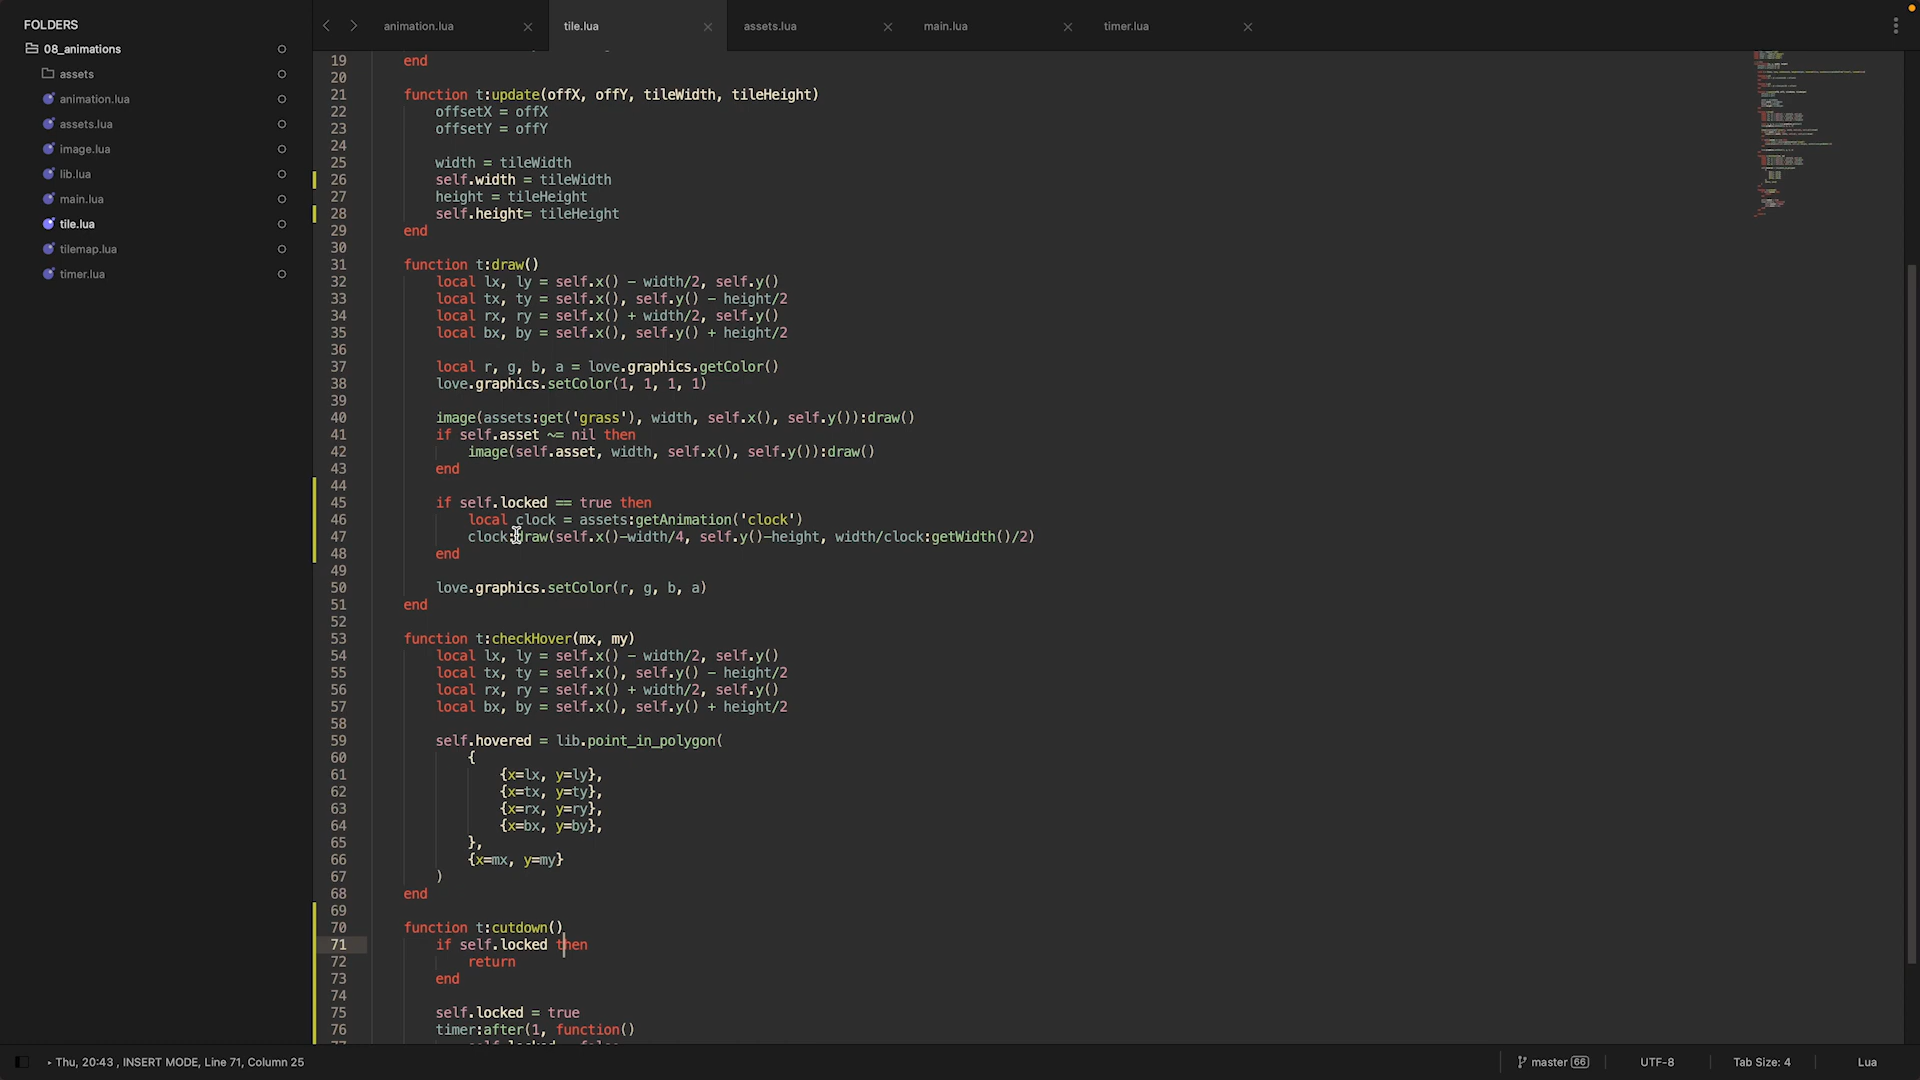 FOLDERS
08_animations
assets
animation.lua
assets.lua
image.lua
lib.lua
main.lua
tile.lua
tilemap.lua
timer.lua
animation.lua
tile.lua
assets.lua
main.lua
timer.lua
19 end
20
21 function t:update(offX, offY, tileWidth, tileHeight)
22 offsetX = offX
23 offsetY = offY
24
25 width = tileWidth
26 self.width = tileWidth
27 height = tileHeight
28 self.height= tileHeight
29 end
30
31 function t:draw()
32 local lx, ly = self.x() - width/2, self.y()
33 local tx, ty = self.x(), self.y() - height/2
34 local rx, ry = self.x() + width/2, self.y()
35 local bx, by = self.x(), self.y() + height/2
36
37 local r, g, b, a = love.graphics.getColor()
38 love.graphics.setColor(1, 1, 1, 1)
39
40 image(assets:get('grass'), width, self.x(), self.y()):draw()
41 if self.asset ~= nil then
42 image(self.asset, width, self.x(), self.y()):draw()
43 end
44
45 if self.locked == true then
46 local clock = assets:getAnimation('clock')
47 clock:draw(self.x()-width/4, self.y()-height, width/clock:getWidth()/2)
48 end
49
50 love.graphics.setColor(r, g, b, a)
51 end
52
53 function t:checkHover(mx, my)
54 local lx, ly = self.x() - width/2, self.y()
55 local tx, ty = self.x(), self.y() - height/2
56 local rx, ry = self.x() + width/2, self.y()
57 local bx, by = self.x(), self.y() + height/2
58
59 self.hovered = lib.point_in_polygon(
60 {
61 {x=lx, y=ly},
62 {x=tx, y=ty},
63 {x=rx, y=ry},
64 {x=bx, y=by},
65 },
66 {x=mx, y=my}
67 )
68 end
69
70 function t:cutdown()
71 if self.locked then
72 return
73 end
74
75 self.locked = true
76 timer:after(1, function()
Thu, 20:43 , INSERT MODE, Line 71, Column 25
master 66
UTF-8
Tab Size: 4
Lua